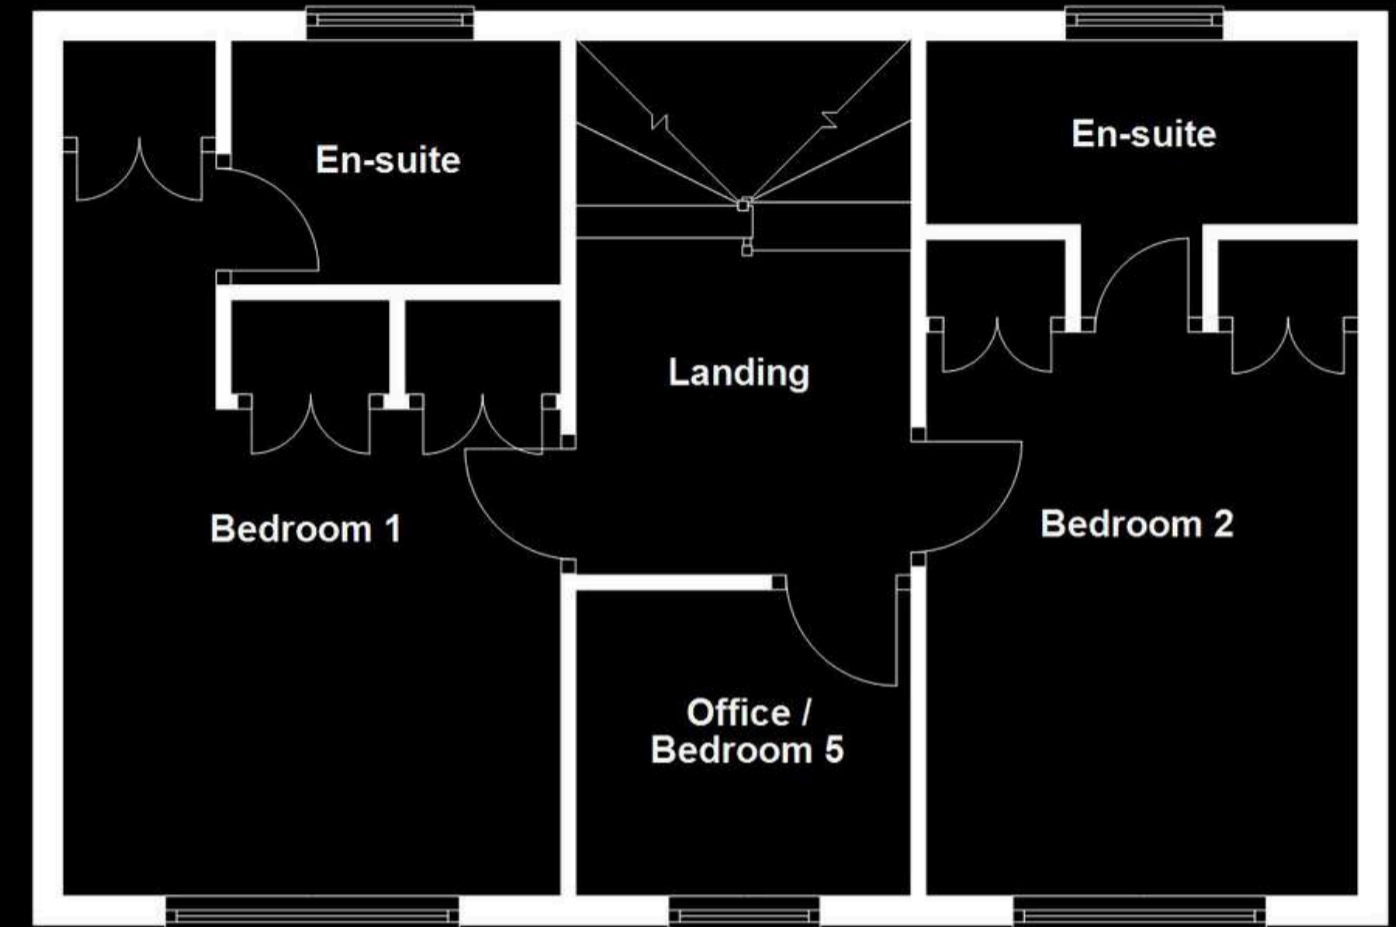 En-suite
En-suite
Landing
Bedroom 1
Bedroom 2
Office /
Bedroom 5